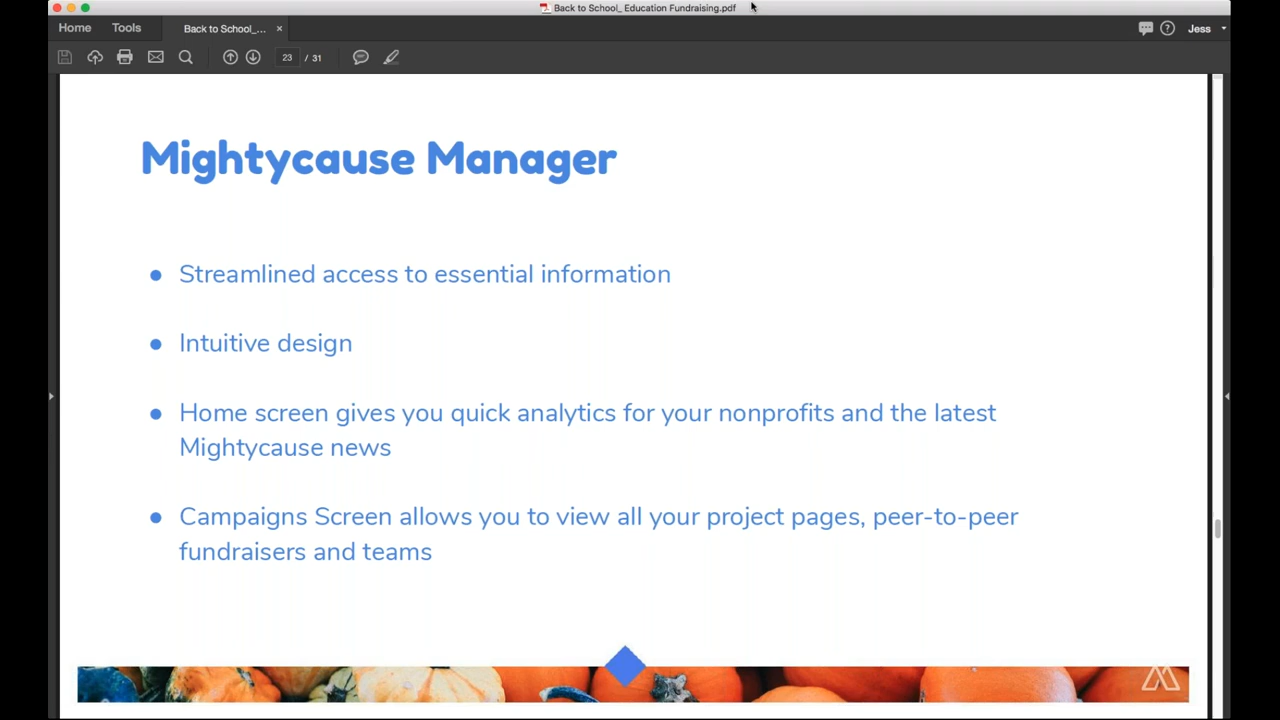 Back to School_ Education Fundraising.pdf
Home Tools Back to School_... × ? Jess
23 / 31
Mightycause Manager
● Streamlined access to essential information
● Intuitive design
● Home screen gives you quick analytics for your nonprofits and the latest
Mightycause news
● Campaigns Screen allows you to view all your project pages, peer-to-peer
fundraisers and teams